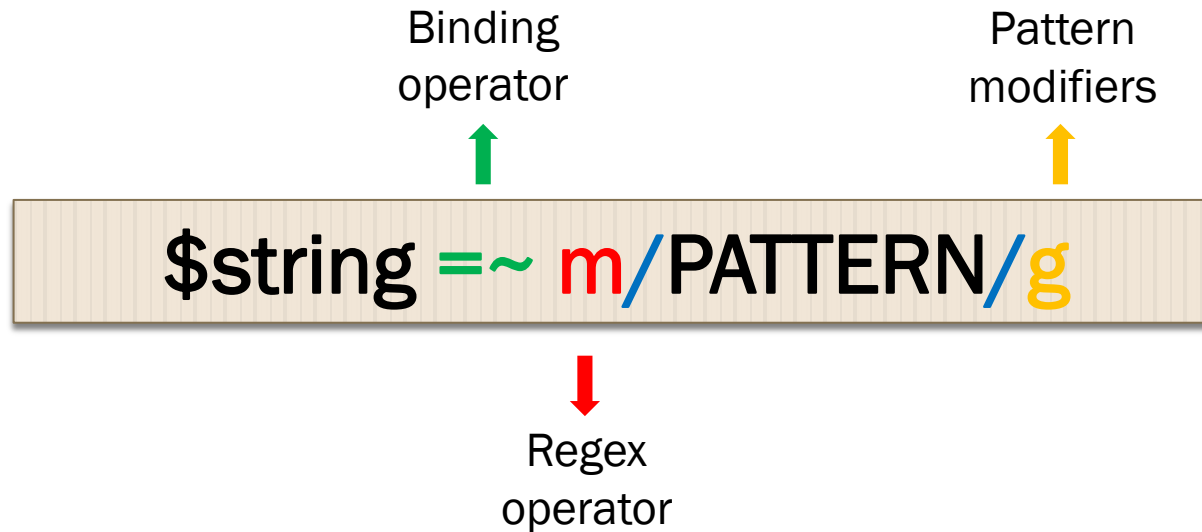 Binding
operator
Pattern
modifiers
$string =~ m/PATTERN/g
Regex
operator